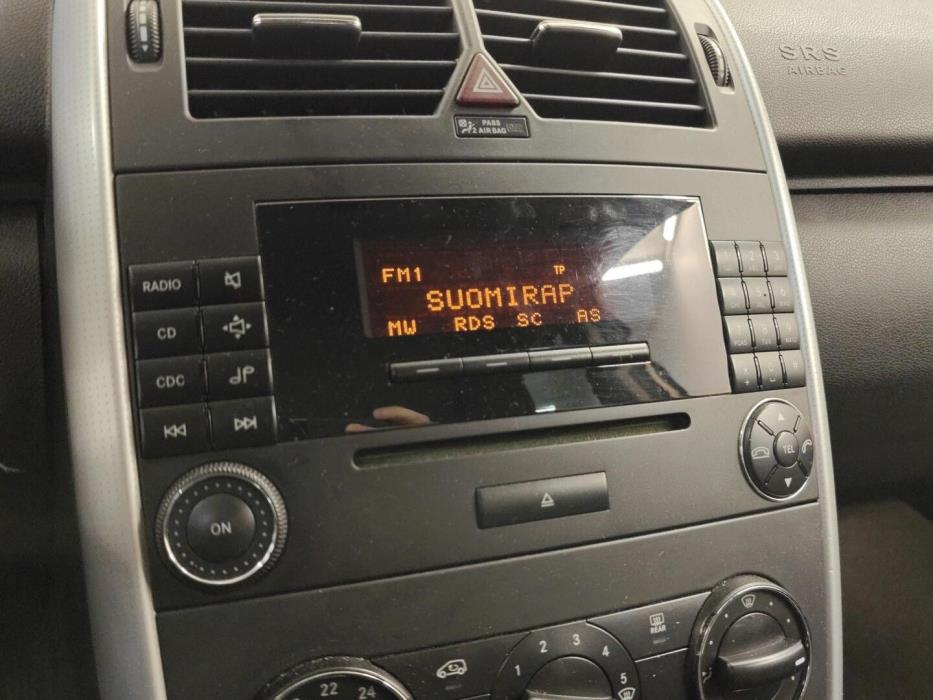 SRS
AIRBAG
PASS
AIR BAG
FM1 TP
SUOMIRAP
MW RDS SC AS
RADIO
CD
CDC
ON
TEL
REAR
1 2 3 4 5
22 24